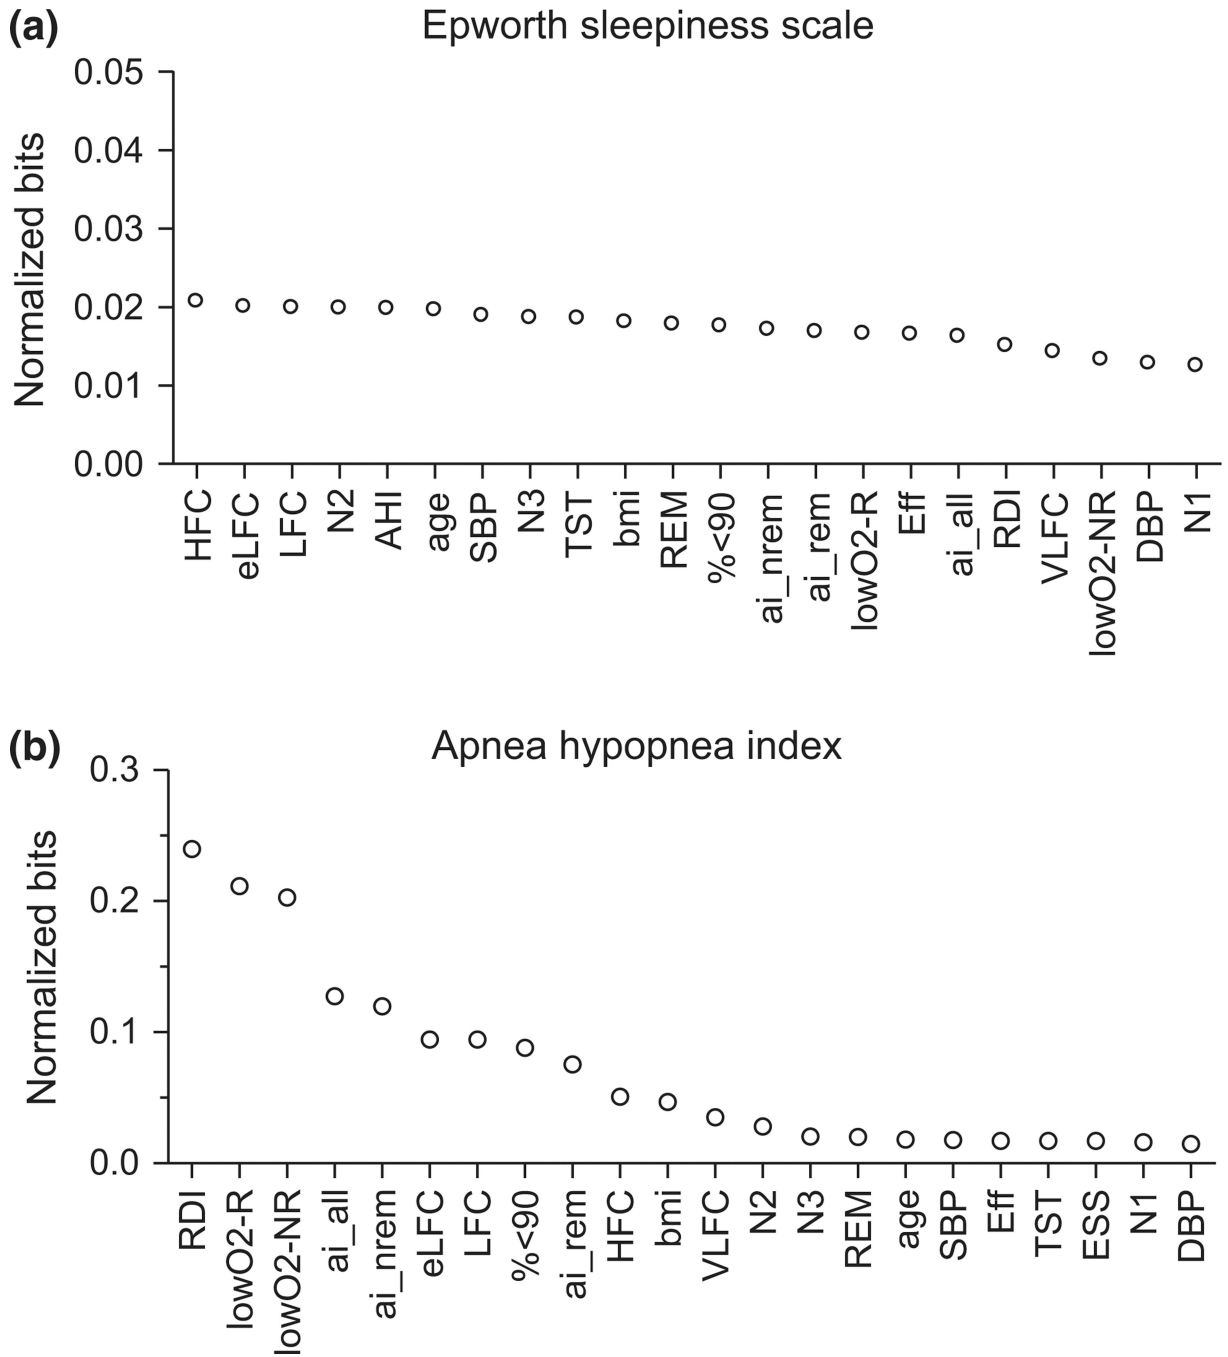 (a) Epworth sleepiness scale
Normalized bits
0.05
0.04
0.03
0.02
0.01
0.00
HFC
eLFC
LFC
N2
AHI
age
SBP
N3
TST
bmi
REM
%<90
ai_nrem
ai_rem
lowO2-R
Eff
ai_all
RDI
VLFC
lowO2-NR
DBP
N1
(b) Apnea hypopnea index
Normalized bits
0.3
0.2
0.1
0.0
RDI
lowO2-R
lowO2-NR
ai_all
ai_nrem
eLFC
LFC
%<90
ai_rem
HFC
bmi
VLFC
N2
N3
REM
age
SBP
Eff
TST
ESS
N1
DBP